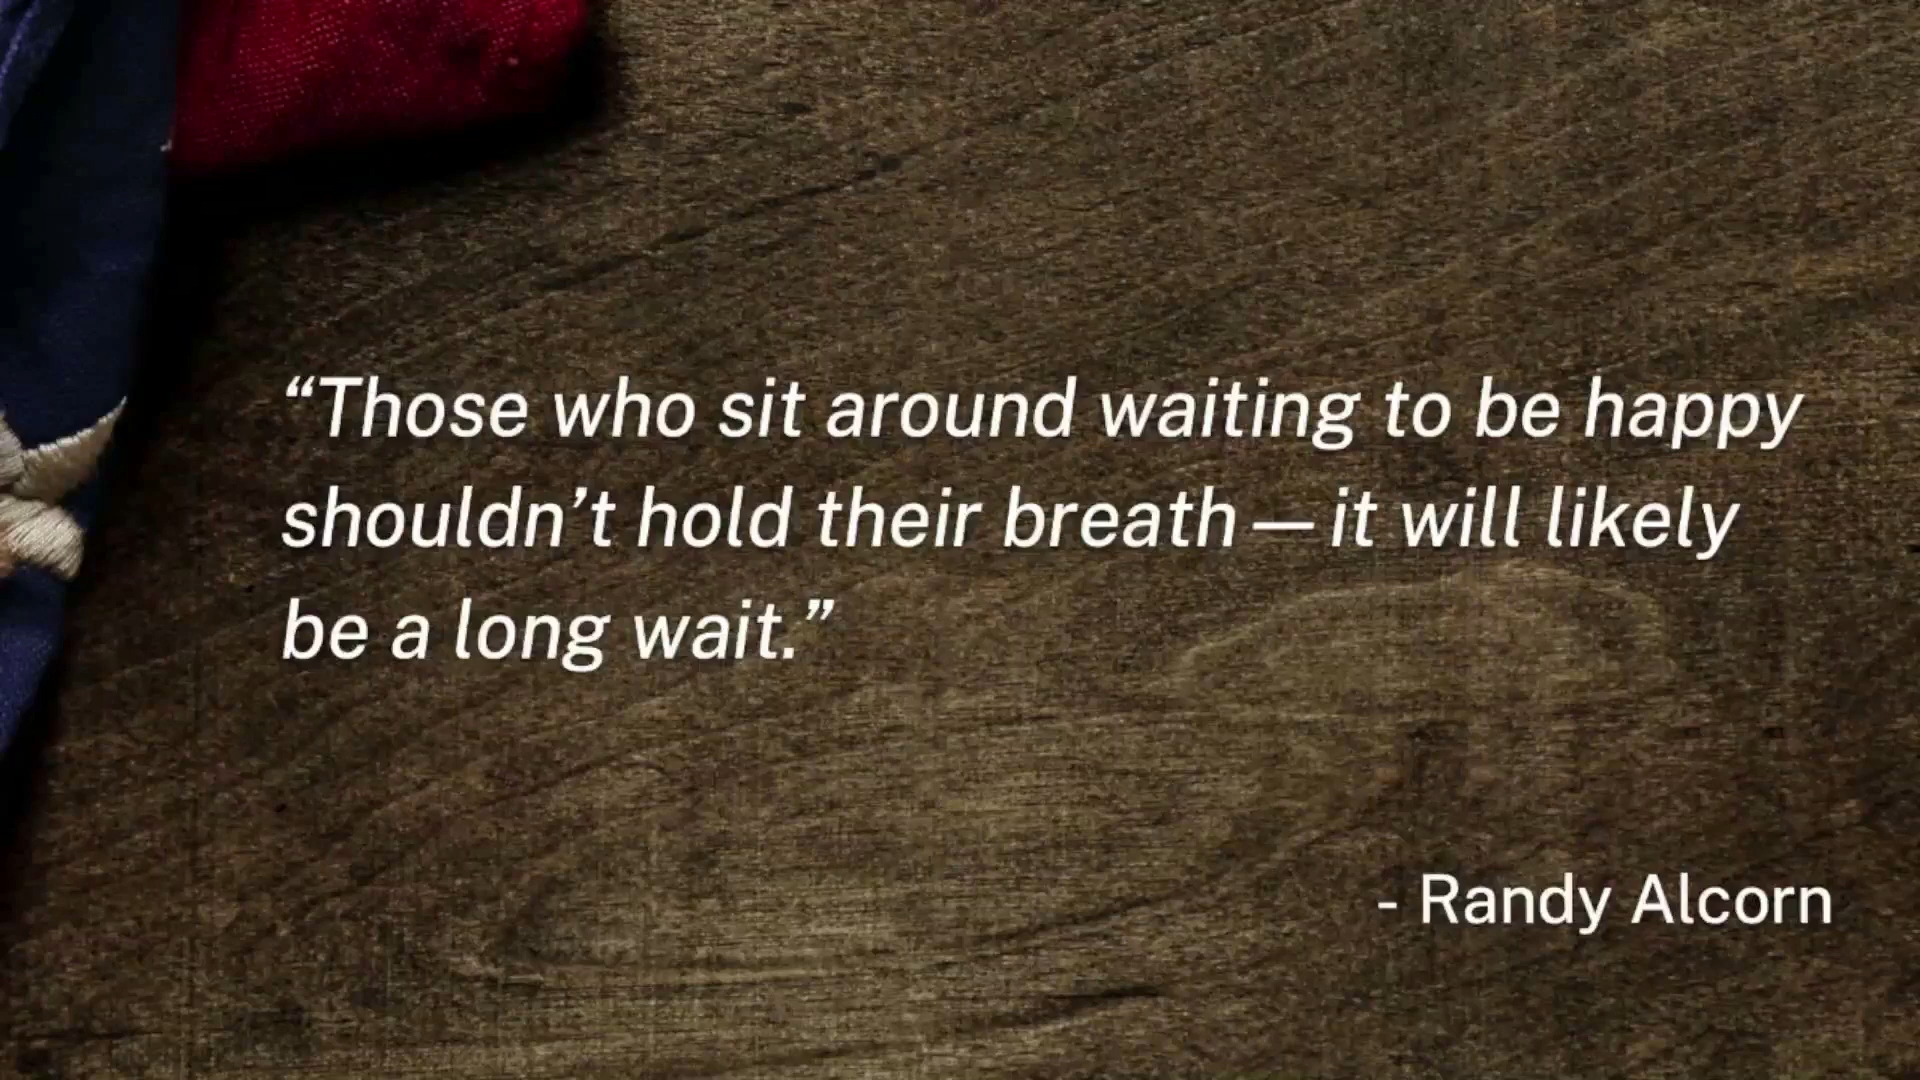 “Those who sit around waiting to be happy
shouldn’t hold their breath—it will likely
be a long wait.”
- Randy Alcorn